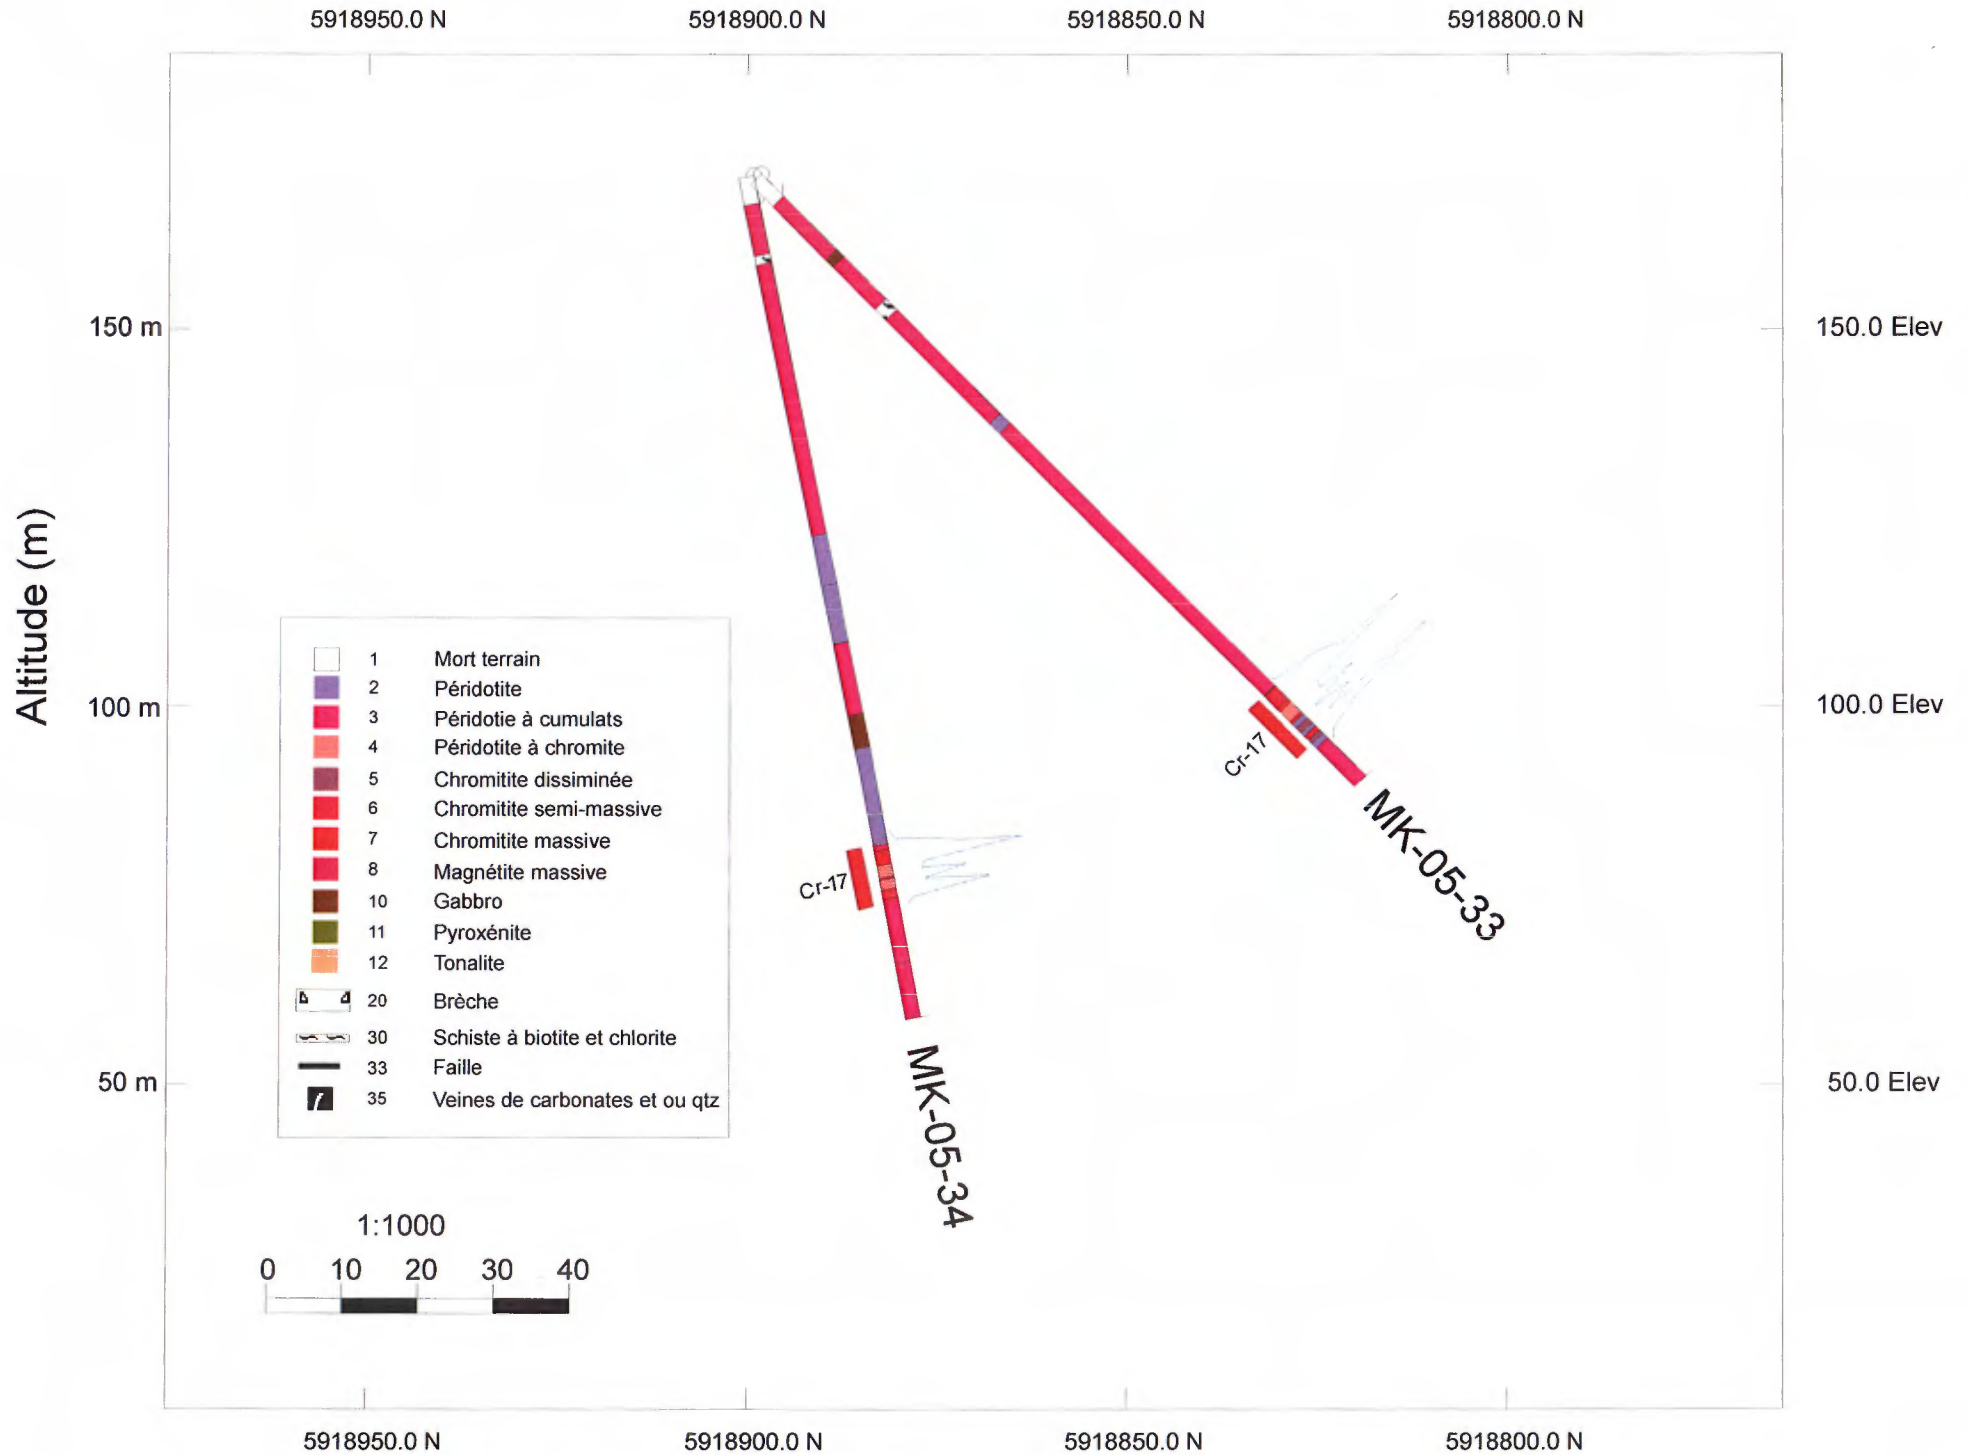 5918950.0 N 5918900.0 N 5918850.0 N 5918800.0 N
Altitude (m)
150 m
150.0 Elev
100 m
100.0 Elev
50 m
50.0 Elev
1 Mort terrain
2 Péridotite
3 Péridotie à cumulats
4 Péridotite à chromite
5 Chromitite dissiminée
6 Chromitite semi-massive
7 Chromitite massive
8 Magnétite massive
10 Gabbro
11 Pyroxénite
12 Tonalite
20 Brèche
30 Schiste à biotite et chlorite
33 Faille
35 Veines de carbonates et ou qtz
Cr-17
MK-05-33
Cr-17
MK-05-34
1:1000
0 10 20 30 40
5918950.0 N 5918900.0 N 5918850.0 N 5918800.0 N